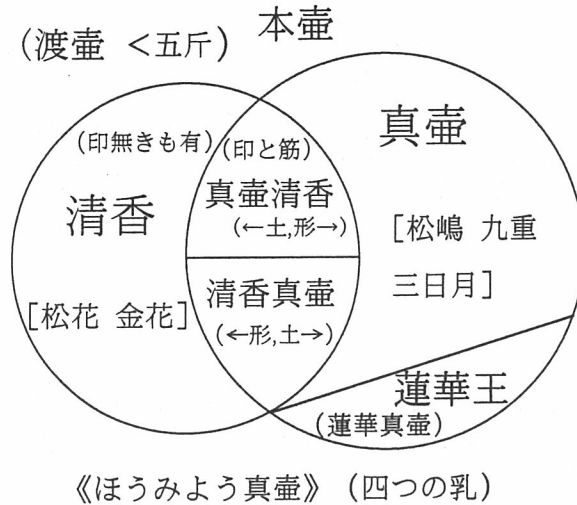 (渡壷 <五斤)
本壷
(印無きも有)
(印と筋)
真壷
清香
真壷清香
(←土,形→)
[松嶋 九重
三日月]
清香真壷
(←形,土→)
[松花 金花]
蓮華王
(蓮華真壷)
《ほうみよう真壷》 (四つの乳)